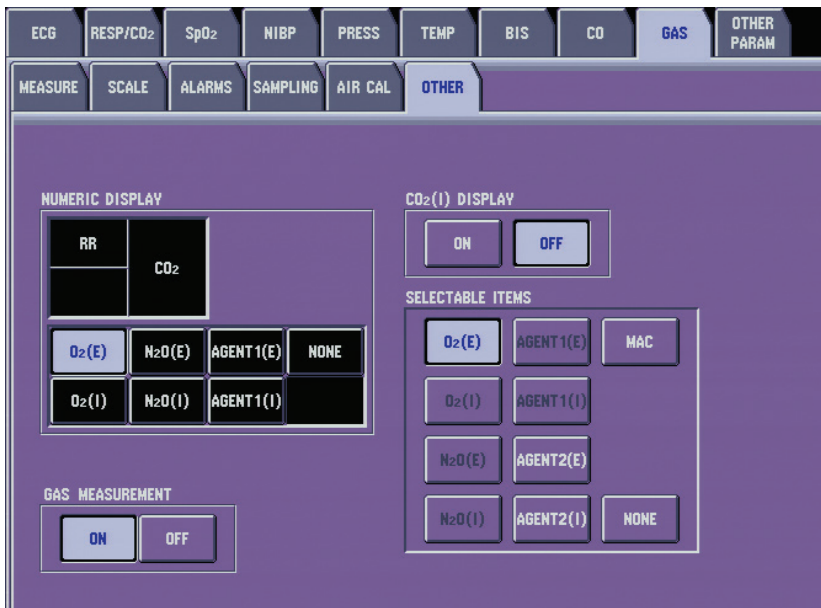 ECG RESP/CO₂ SpO₂ NIBP PRESS TEMP BIS CO GAS OTHER PARAM
MEASURE SCALE ALARMS SAMPLING AIR CAL OTHER
NUMERIC DISPLAY
RR
CO₂
O₂(E) N₂O(E) AGENT1(E) NONE
O₂(I) N₂O(I) AGENT1(I)
GAS MEASUREMENT
ON OFF
CO₂(I) DISPLAY
ON OFF
SELECTABLE ITEMS
O₂(E) AGENT1(E) MAC
O₂(I) AGENT1(I)
N₂O(E) AGENT2(E)
N₂O(I) AGENT2(I) NONE